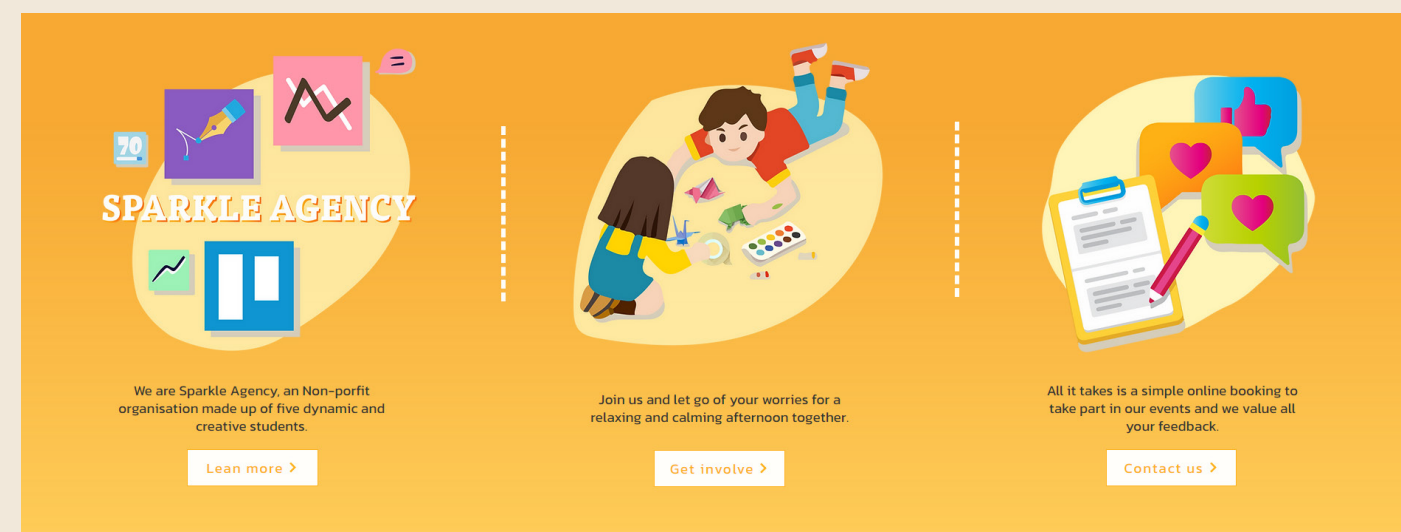 70
SPARKLE AGENCY
We are Sparkle Agency, an Non-porfit
organisation made up of five dynamic and
creative students.
Lean more >
Join us and let go of your worries for a
relaxing and calming afternoon together.
Get involve >
All it takes is a simple online booking to
take part in our events and we value all
your feedback.
Contact us >